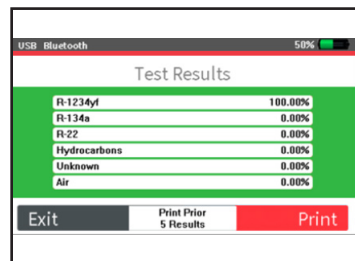 USB Bluetooth 50%
Test Results
R-1234yf 100.00%
R-134a 0.00%
R-22 0.00%
Hydrocarbons 0.00%
Unknown 0.00%
Air 0.00%
Exit
Print Prior
5 Results
Print